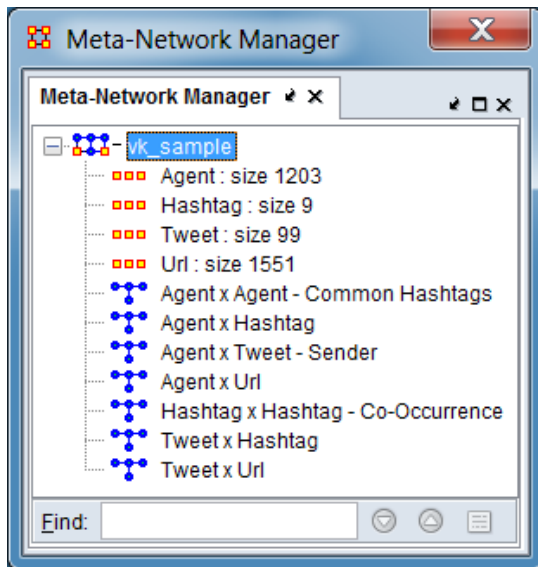 Meta-Network Manager
Meta-Network Manager
vk_sample
Agent : size 1203
Hashtag : size 9
Tweet : size 99
Url : size 1551
Agent x Agent - Common Hashtags
Agent x Hashtag
Agent x Tweet - Sender
Agent x Url
Hashtag x Hashtag - Co-Occurrence
Tweet x Hashtag
Tweet x Url
Find: